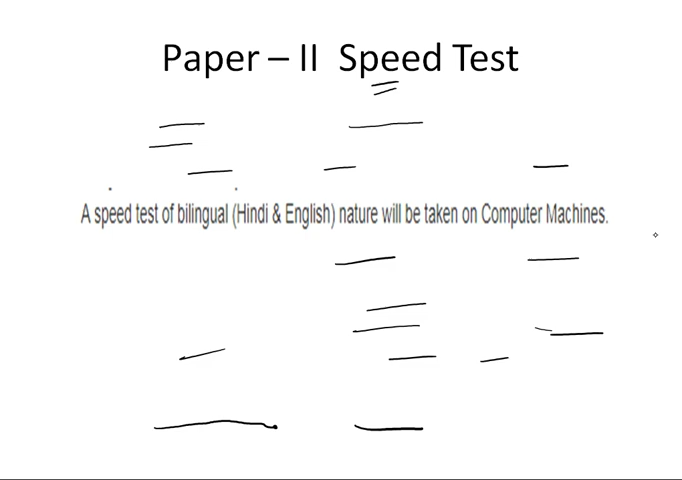 Paper – II Speed Test
A speed test of bilingual (Hindi & English) nature will be taken on Computer Machines.